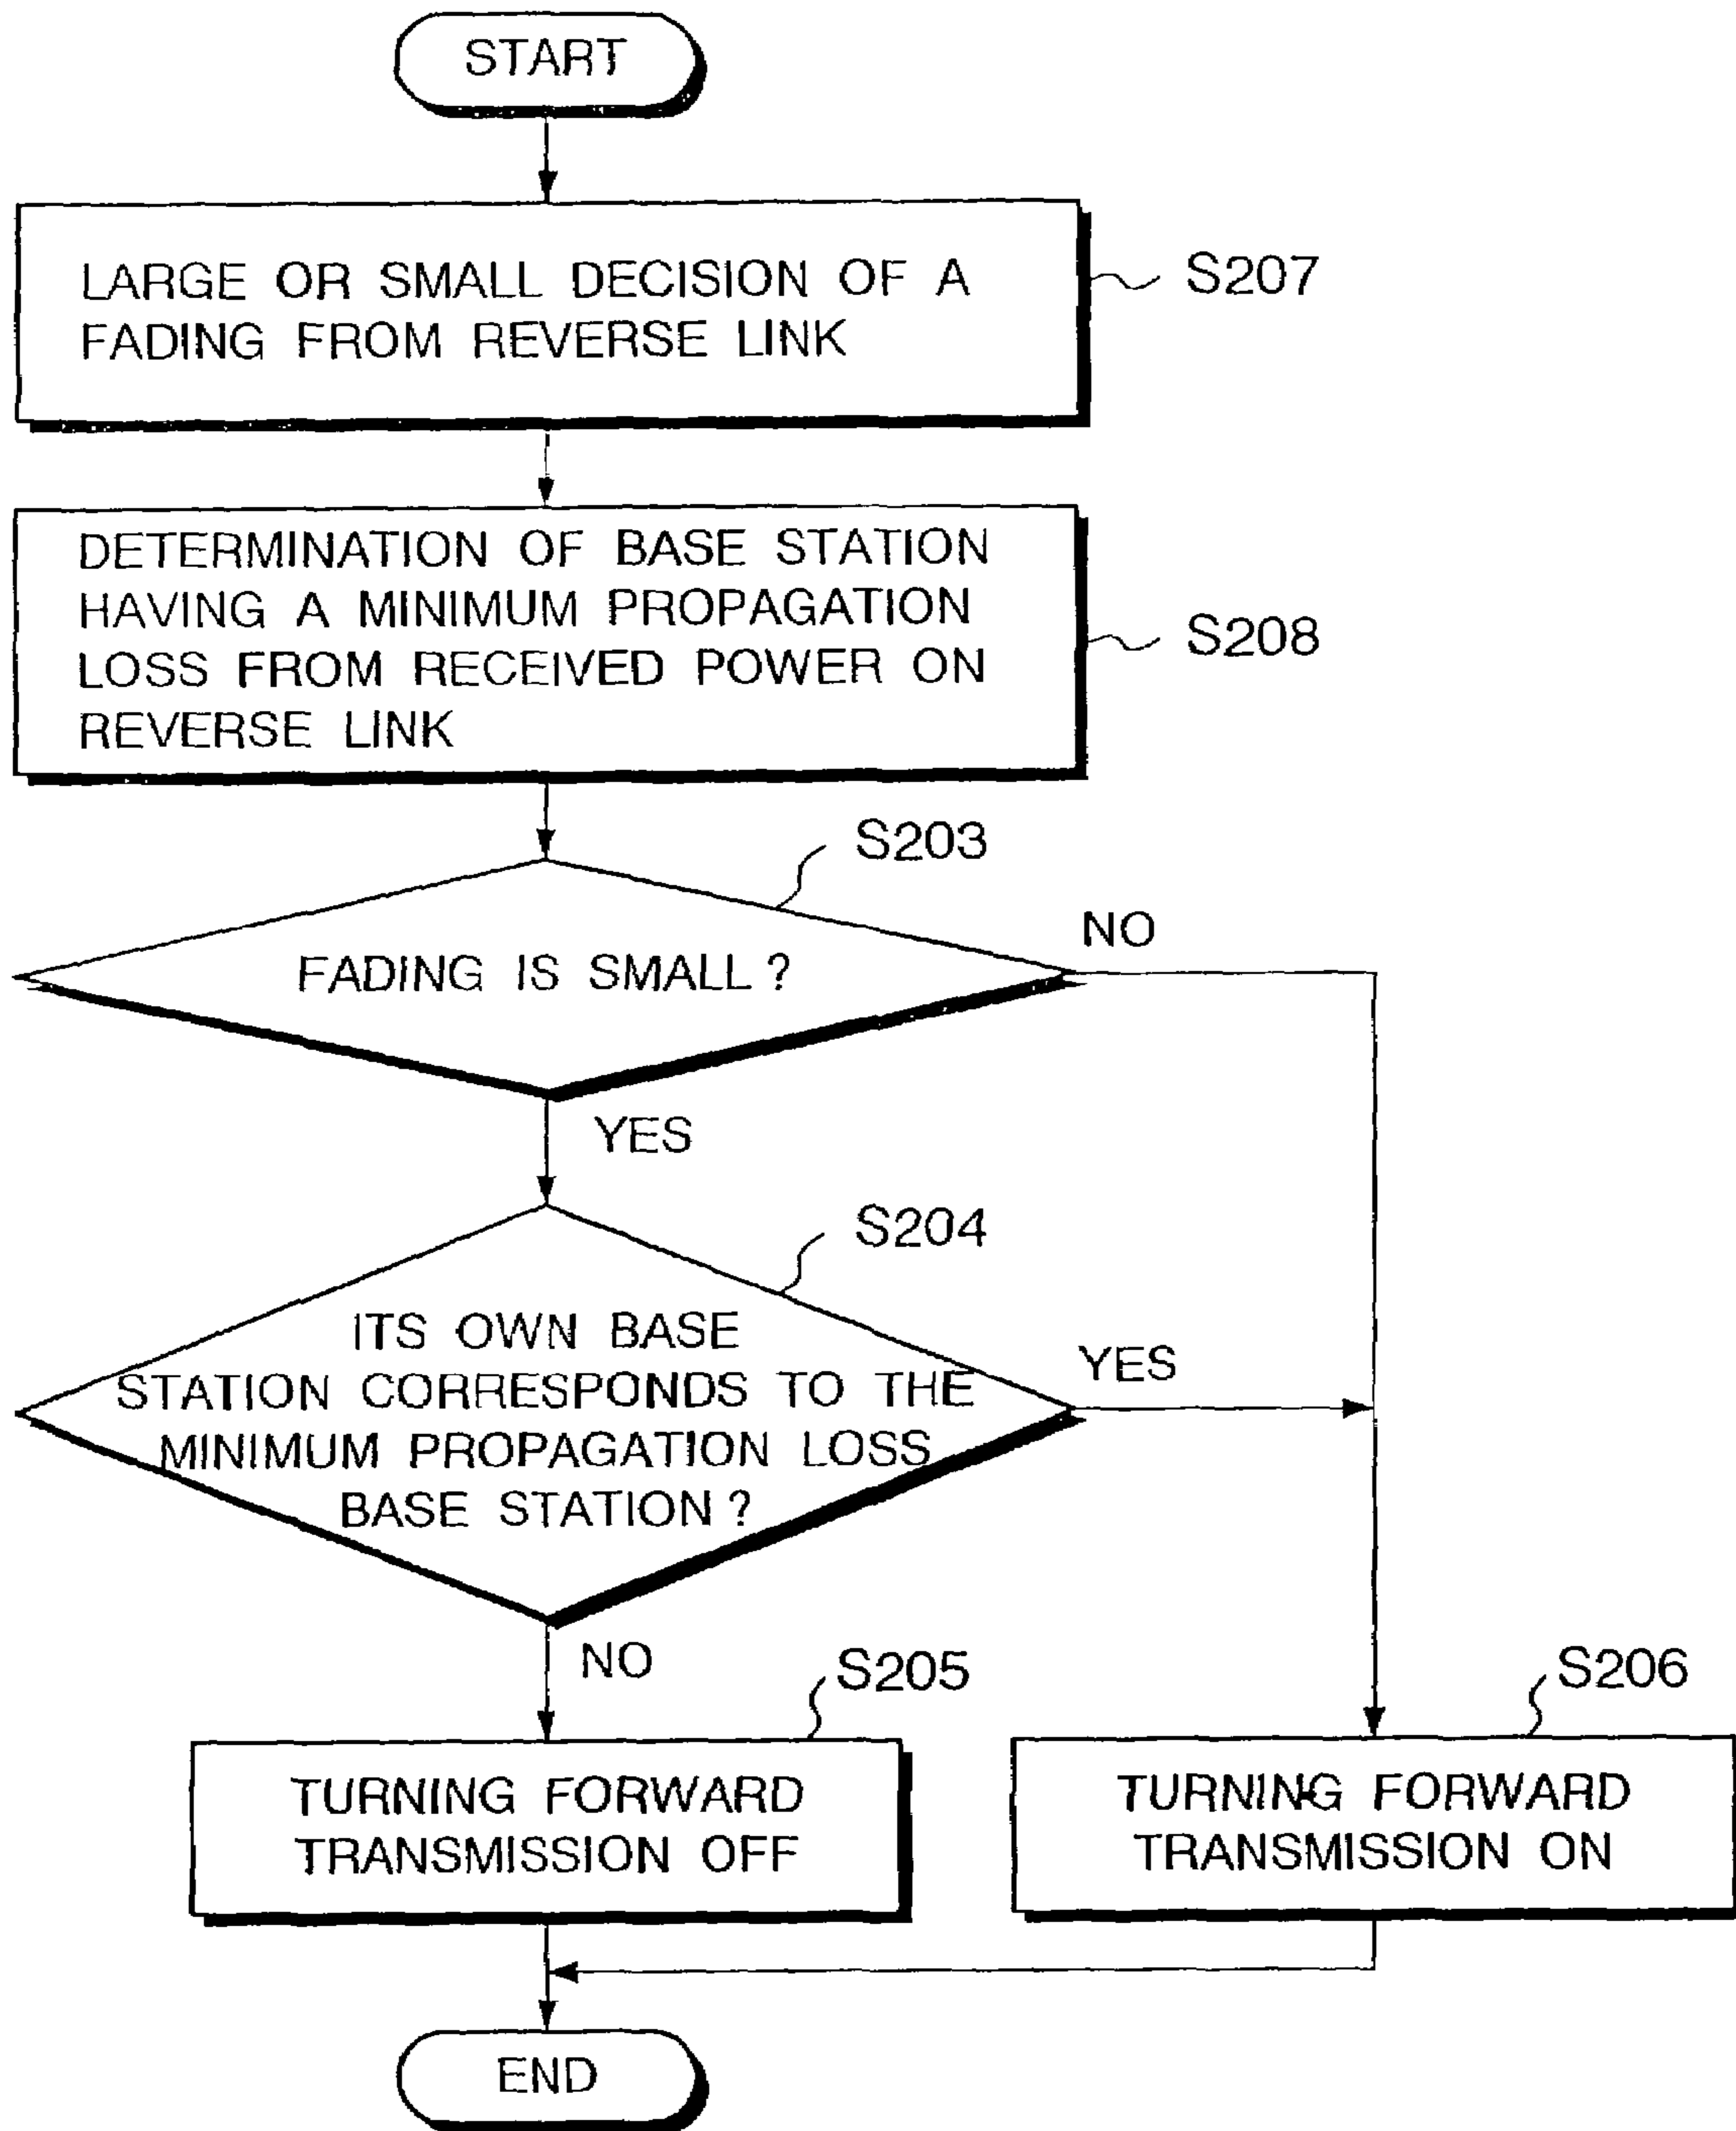 START
LARGE OR SMALL DECISION OF A
FADING FROM REVERSE LINK
S207
DETERMINATION OF BASE STATION
HAVING A MINIMUM PROPAGATION
LOSS FROM RECEIVED POWER ON
REVERSE LINK
S208
S203
FADING IS SMALL?
NO
YES
S204
ITS OWN BASE
STATION CORRESPONDS TO THE
MINIMUM PROPAGATION LOSS
BASE STATION?
YES
NO
S205
TURNING FORWARD
TRANSMISSION OFF
S206
TURNING FORWARD
TRANSMISSION ON
END